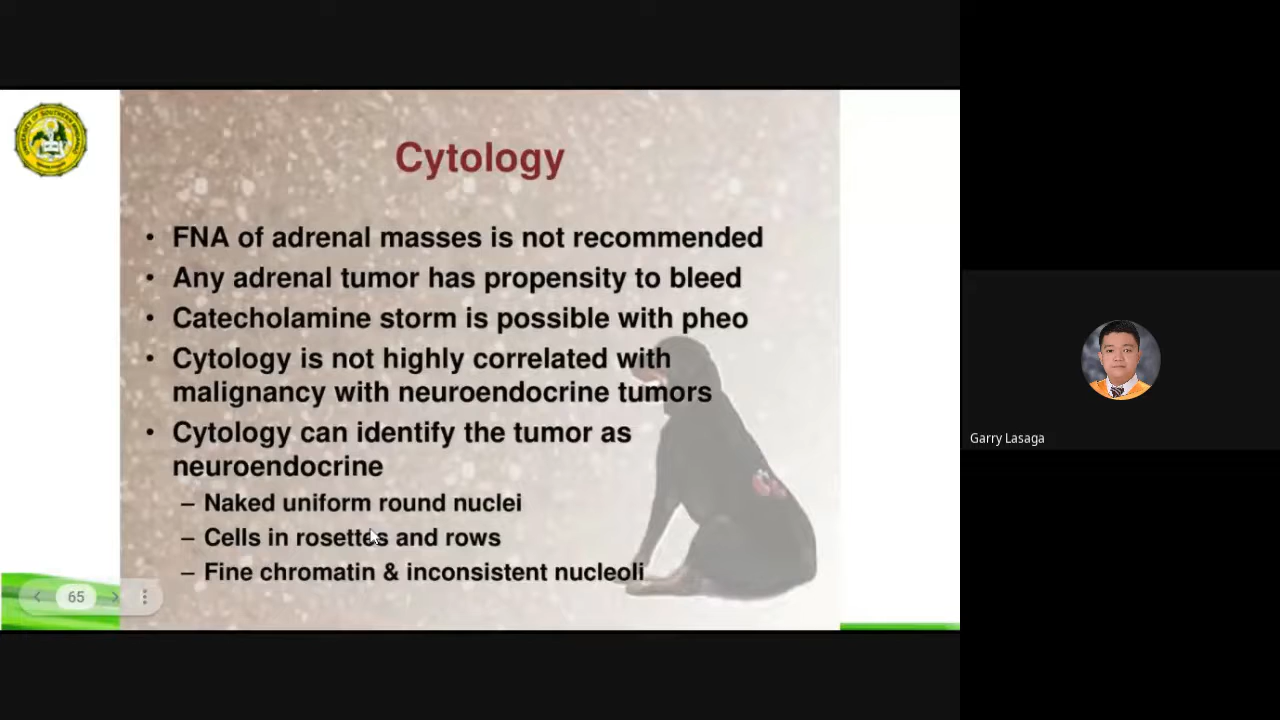 Cytology
• FNA of adrenal masses is not recommended
• Any adrenal tumor has propensity to bleed
• Catecholamine storm is possible with pheo
• Cytology is not highly correlated with
malignancy with neuroendocrine tumors
• Cytology can identify the tumor as
neuroendocrine
– Naked uniform round nuclei
– Cells in rosettes and rows
– Fine chromatin & inconsistent nucleoli
65
Garry Lasaga